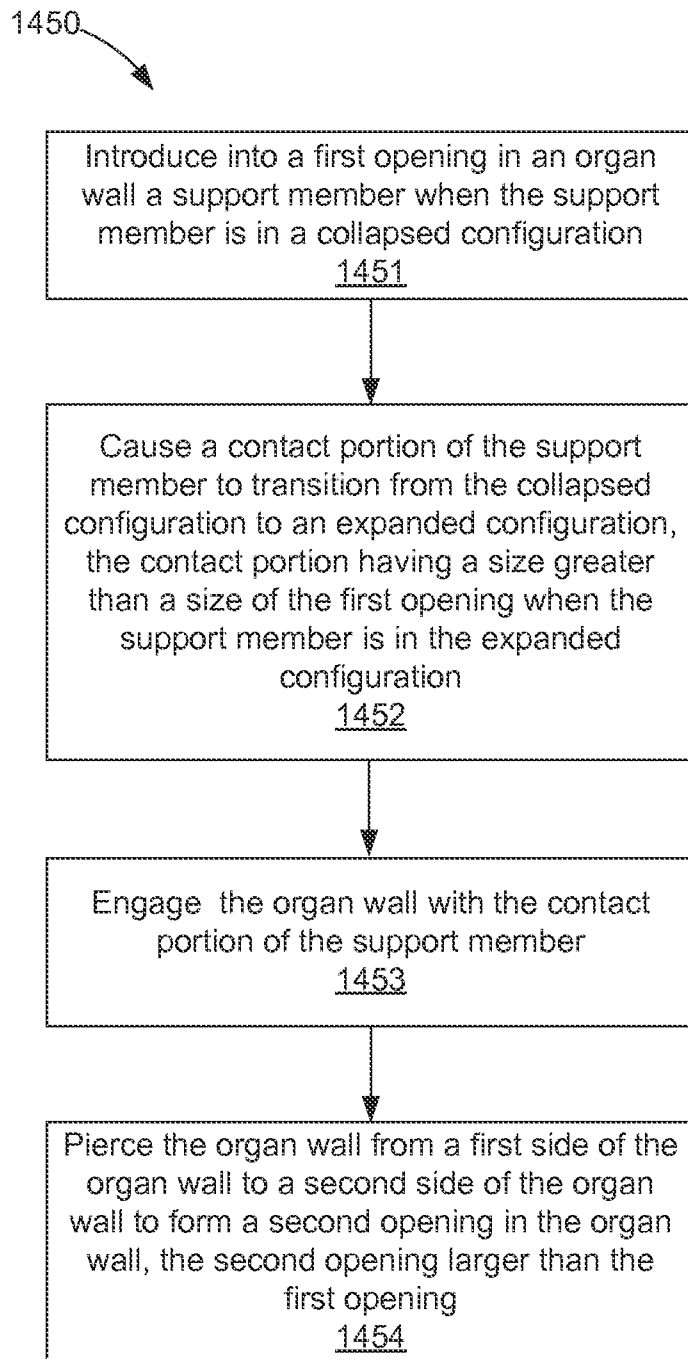 1450
Introduce into a first opening in an organ
wall a support member when the support
member is in a collapsed configuration
1451
Cause a contact portion of the support
member to transition from the collapsed
configuration to an expanded configuration,
the contact portion having a size greater
than a size of the first opening when the
support member is in the expanded
configuration
1452
Engage the organ wall with the contact
portion of the support member
1453
Pierce the organ wall from a first side of the
organ wall to a second side of the organ
wall to form a second opening in the organ
wall, the second opening larger than the
first opening
1454